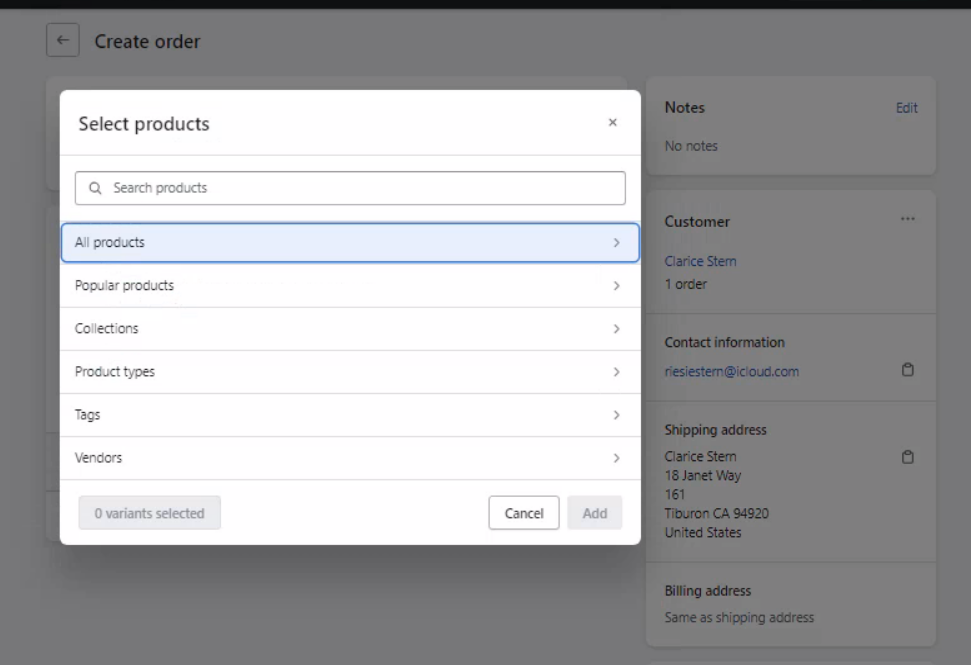 Create order
Select products
Search products
All products
Popular products
Collections
Product types
Tags
Vendors
0 variants selected
Cancel
Add
Notes
Edit
No notes
Customer
Clarice Stern
1 order
Contact information
riesiestern@icloud.com
Shipping address
Clarice Stern
18 Janet Way
161
Tiburon CA 94920
United States
Billing address
Same as shipping address